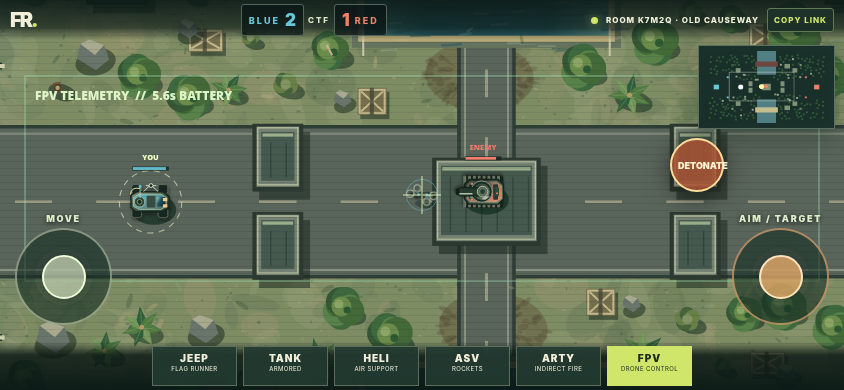 FR.
BLUE 2 CTF 1 RED
ROOM K7M2Q · OLD CAUSEWAY
COPY LINK
FPV TELEMETRY // 5.6s BATTERY
YOU
ENEMY
DETONATE
MOVE
AIM / TARGET
JEEP
FLAG RUNNER
TANK
ARMORED
HELI
AIR SUPPORT
ASV
ROCKETS
ARTY
INDIRECT FIRE
FPV
DRONE CONTROL